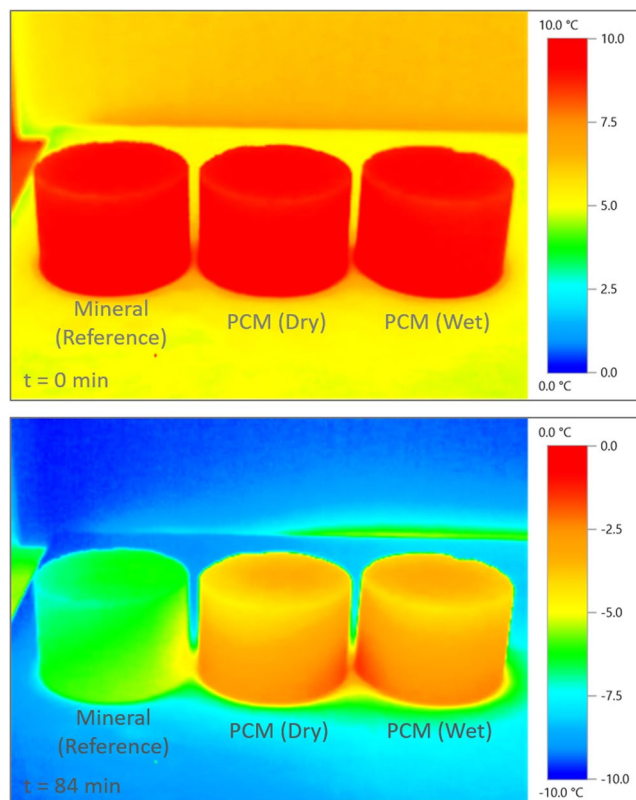 10.0 °C
10.0
7.5
5.0
2.5
0.0
0.0 °C
Mineral
(Reference)
PCM (Dry)
PCM (Wet)
t = 0 min
0.0 °C
0.0
-2.5
-5.0
-7.5
-10.0
-10.0 °C
Mineral
(Reference)
PCM (Dry)
PCM (Wet)
t = 84 min